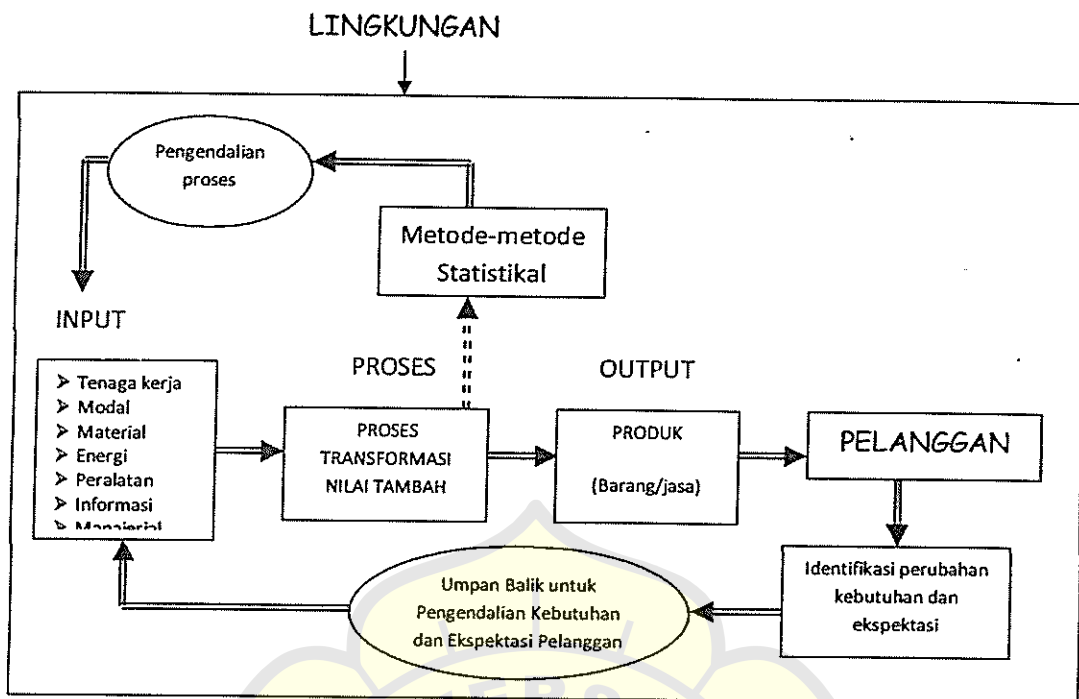 LINGKUNGAN
Pengendalian
proses
Metode-metode
Statistikal
INPUT
PROSES
OUTPUT
➢ Tenaga kerja
➢ Modal
➢ Material
➢ Energi
➢ Peralatan
➢ Informasi
➢ Manajerial
PROSES
TRANSFORMASI
NILAI TAMBAH
PRODUK
(Barang/jasa)
PELANGGAN
Identifikasi perubahan
kebutuhan dan
ekspektasi
Umpan Balik untuk
Pengendalian Kebutuhan
dan Ekspektasi Pelanggan